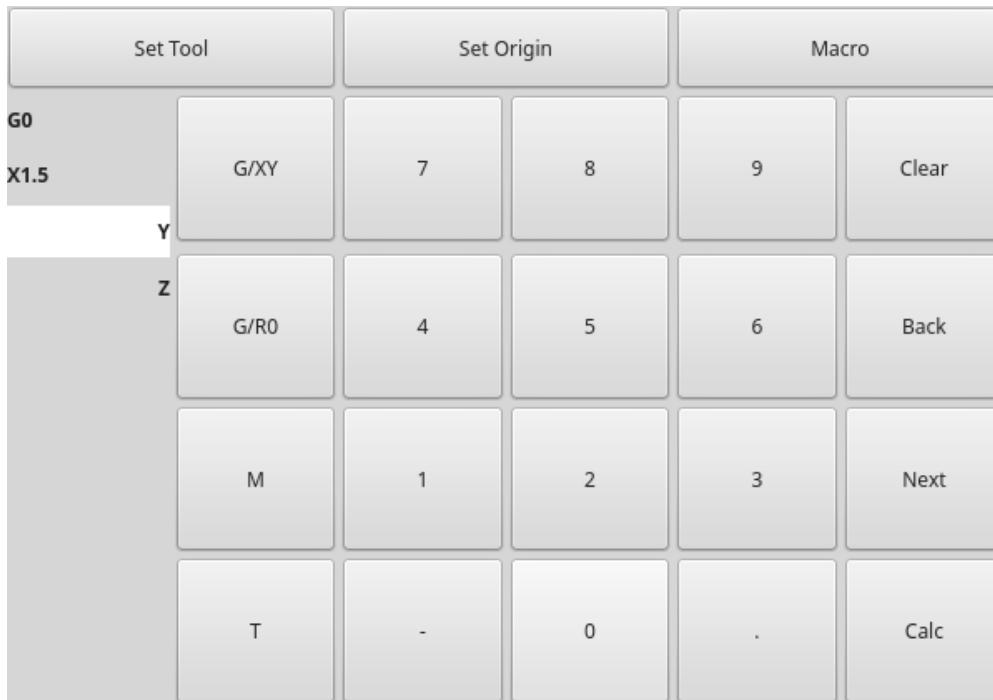 Set Tool Set Origin Macro
G0
X1.5
Y
Z
G/XY 7 8 9 Clear
G/R0 4 5 6 Back
M 1 2 3 Next
T - 0 . Calc